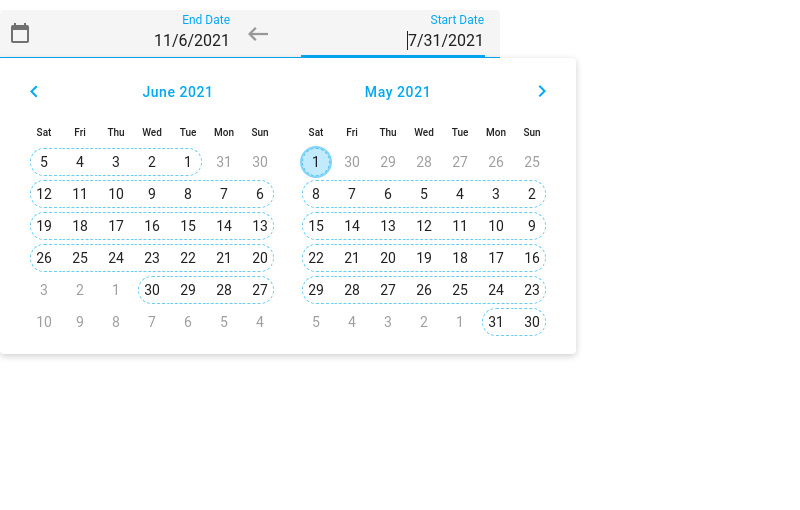 End Date
Start Date
11/6/2021
7/31/2021
June 2021
May 2021
Sat Fri Thu Wed Tue Mon Sun
Sat Fri Thu Wed Tue Mon Sun
5 4 3 2 1 31 30
1 30 29 28 27 26 25
12 11 10 9 8 7 6
8 7 6 5 4 3 2
19 18 17 16 15 14 13
15 14 13 12 11 10 9
26 25 24 23 22 21 20
22 21 20 19 18 17 16
3 2 1 30 29 28 27
29 28 27 26 25 24 23
10 9 8 7 6 5 4
5 4 3 2 1 31 30